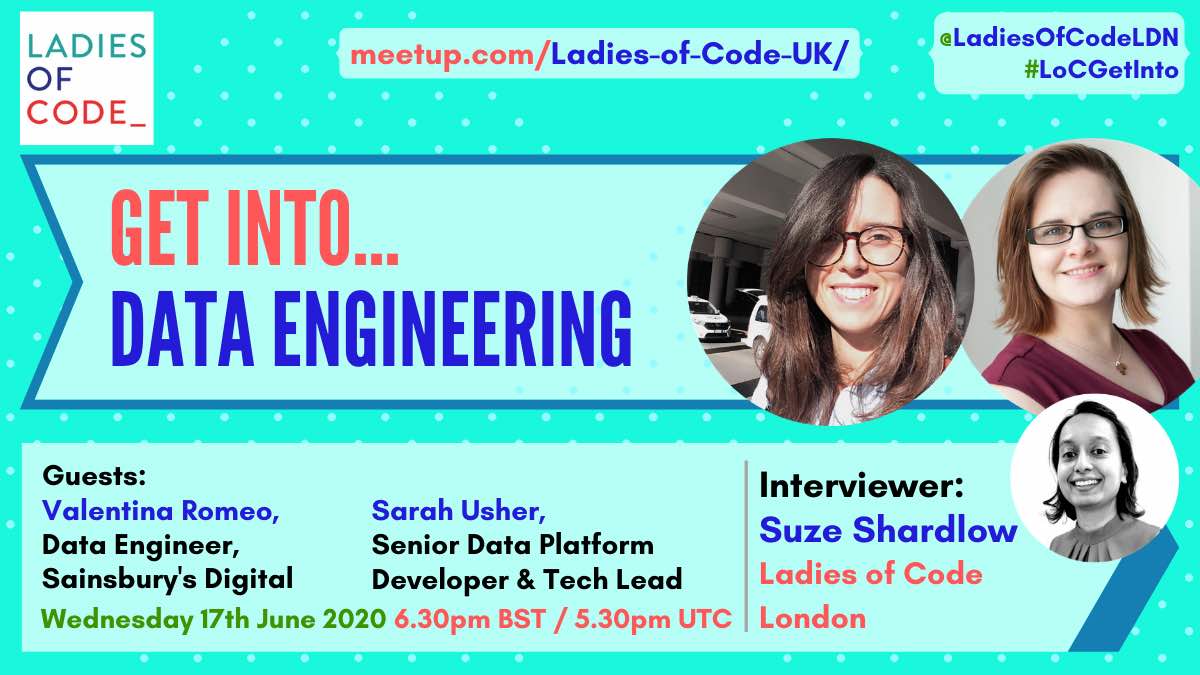 LADIES
OF
CODE_
meetup.com/Ladies-of-Code-UK/
@LadiesOfCodeLDN
#LoCGetInto
GET INTO...
DATA ENGINEERING
Guests:
Valentina Romeo,
Data Engineer,
Sainsbury's Digital
Sarah Usher,
Senior Data Platform
Developer & Tech Lead
Wednesday 17th June 2020 6.30pm BST / 5.30pm UTC
Interviewer:
Suze Shardlow
Ladies of Code
London